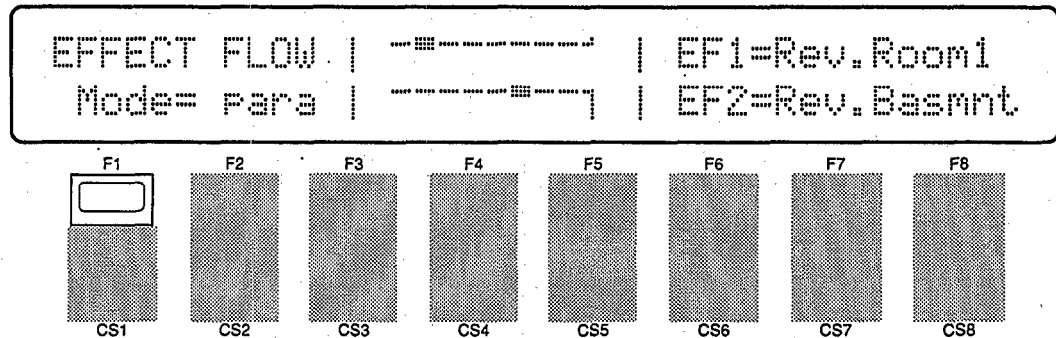 EFFECT FLOW | | EF1=Rev.Room1
Mode= para | | EF2=Rev.Basmnt
F1 F2 F3 F4 F5 F6 F7 F8
CS1 CS2 CS3 CS4 CS5 CS6 CS7 CS8